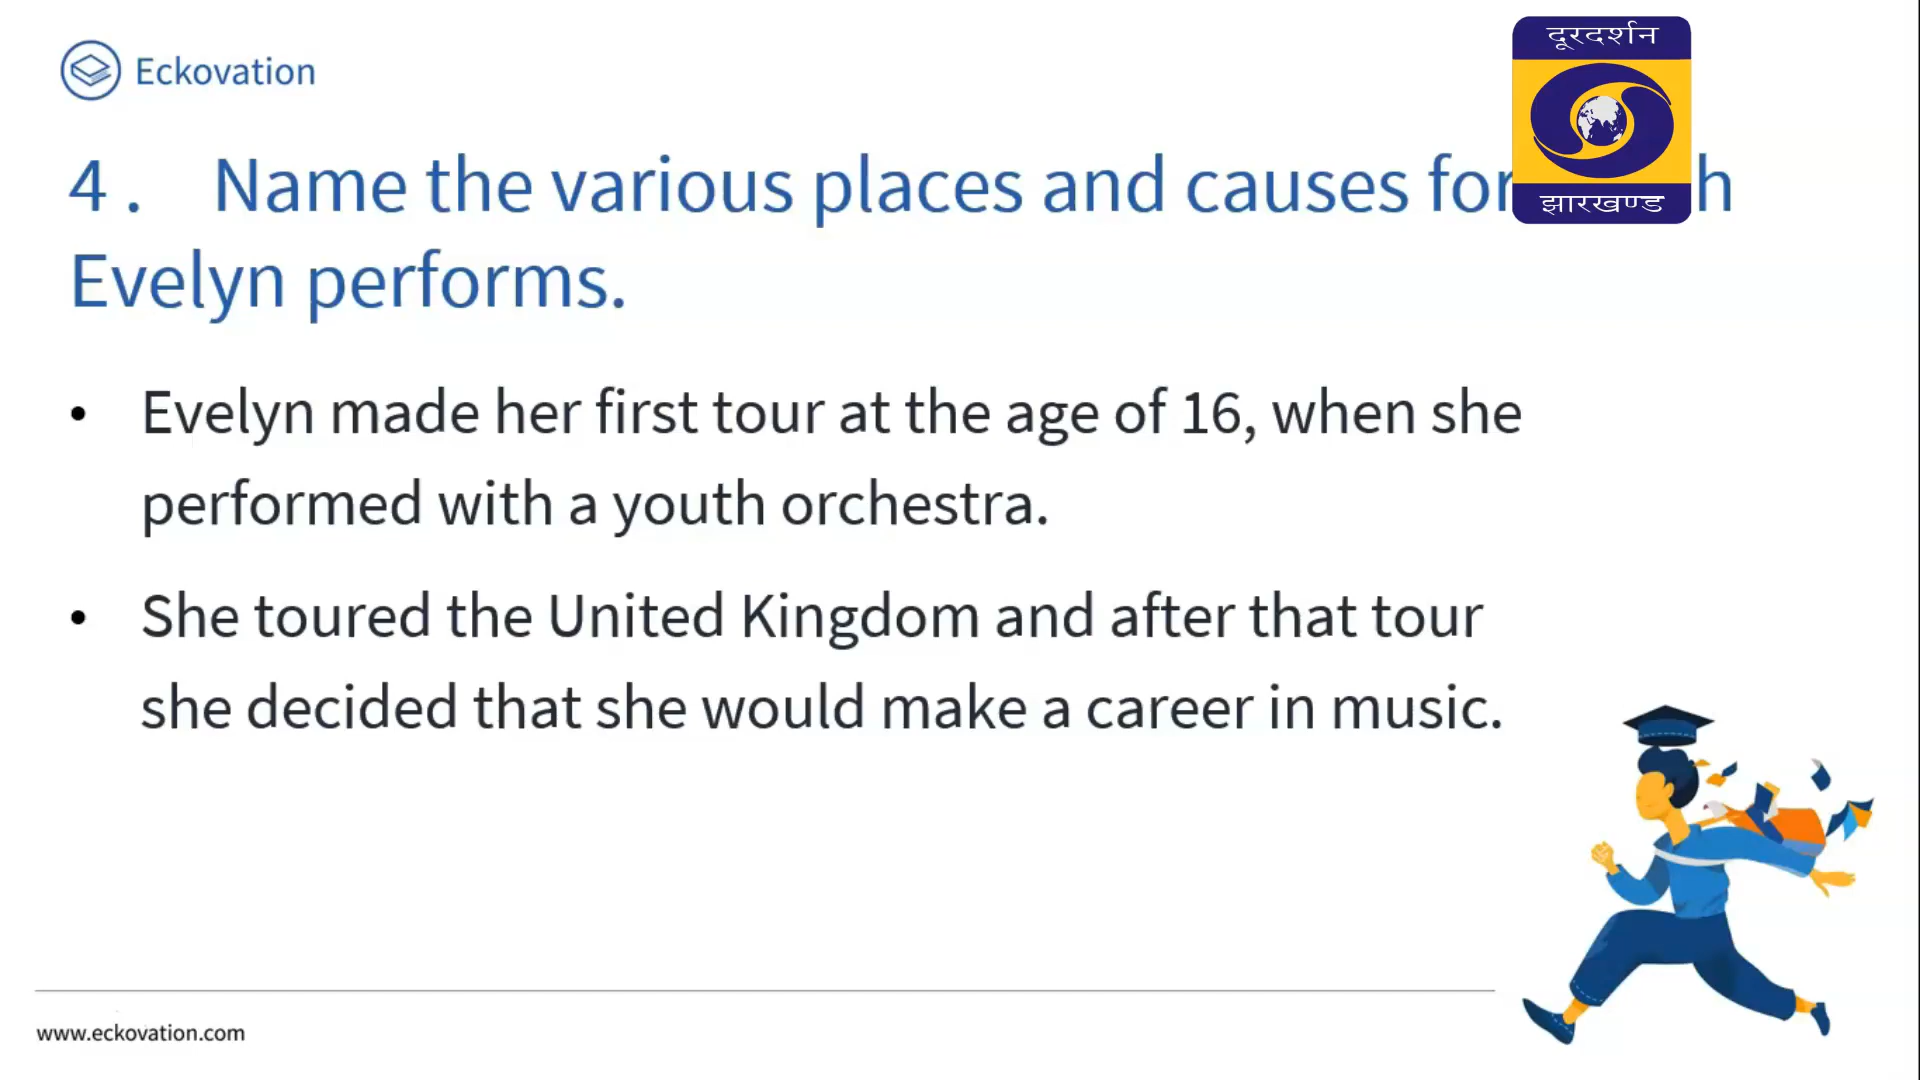 Eckovation
दूरदर्शन
झारखण्ड
4 . Name the various places and causes for
Evelyn performs.
• Evelyn made her first tour at the age of 16, when she
performed with a youth orchestra.
• She toured the United Kingdom and after that tour
she decided that she would make a career in music.
www.eckovation.com